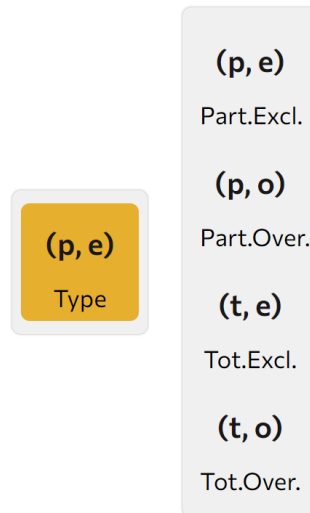 (p, e)
Type
(p, e)
Part.Excl.
(p, o)
Part.Over.
(t, e)
Tot.Excl.
(t, o)
Tot.Over.